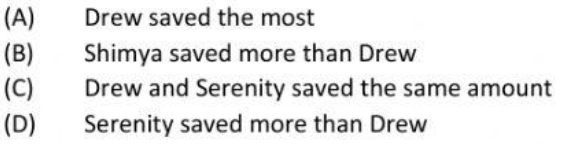 (A) Drew saved the most
(B) Shimya saved more than Drew
(C) Drew and Serenity saved the same amount
(D) Serenity saved more than Drew